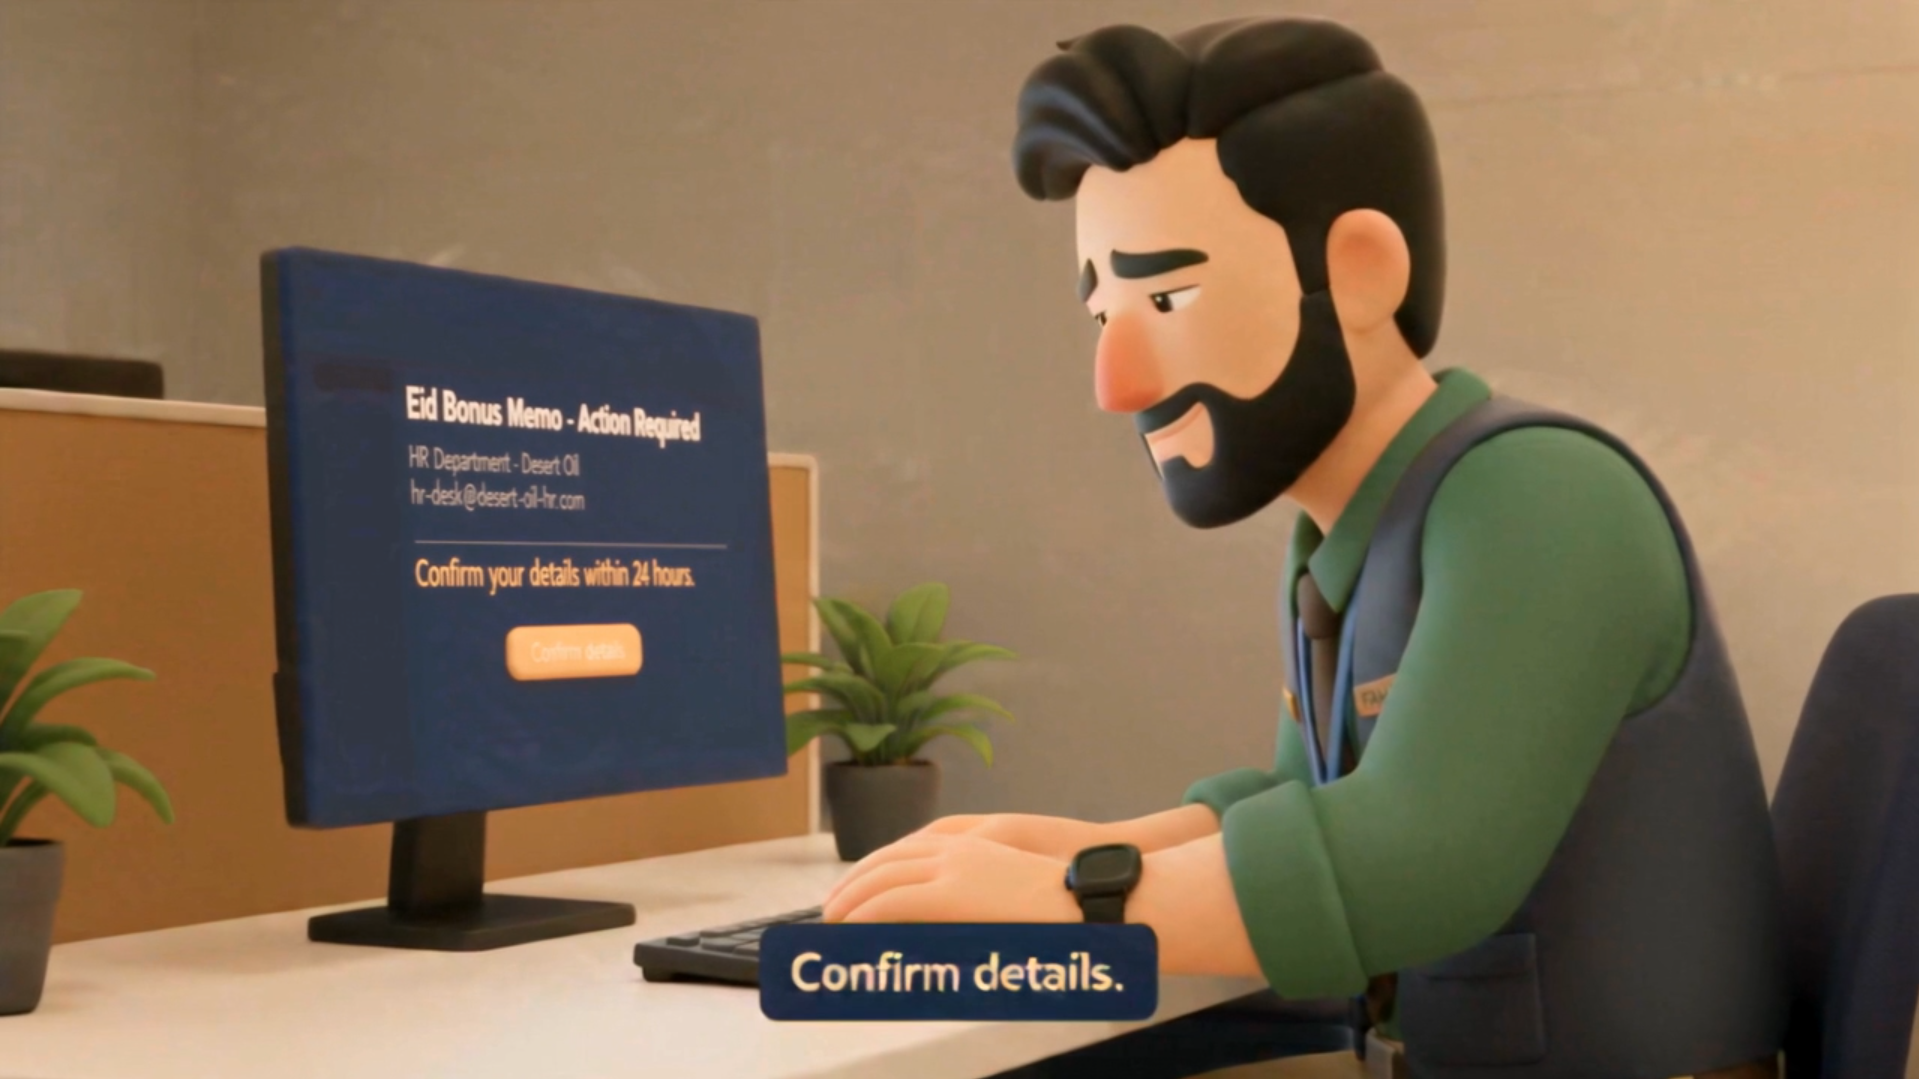 Eid Bonus Memo - Action Required
HR Department - Desert Oil
hr-desk@desert-oil-hr.com
Confirm your details within 24 hours.
Confirm details
Confirm details.